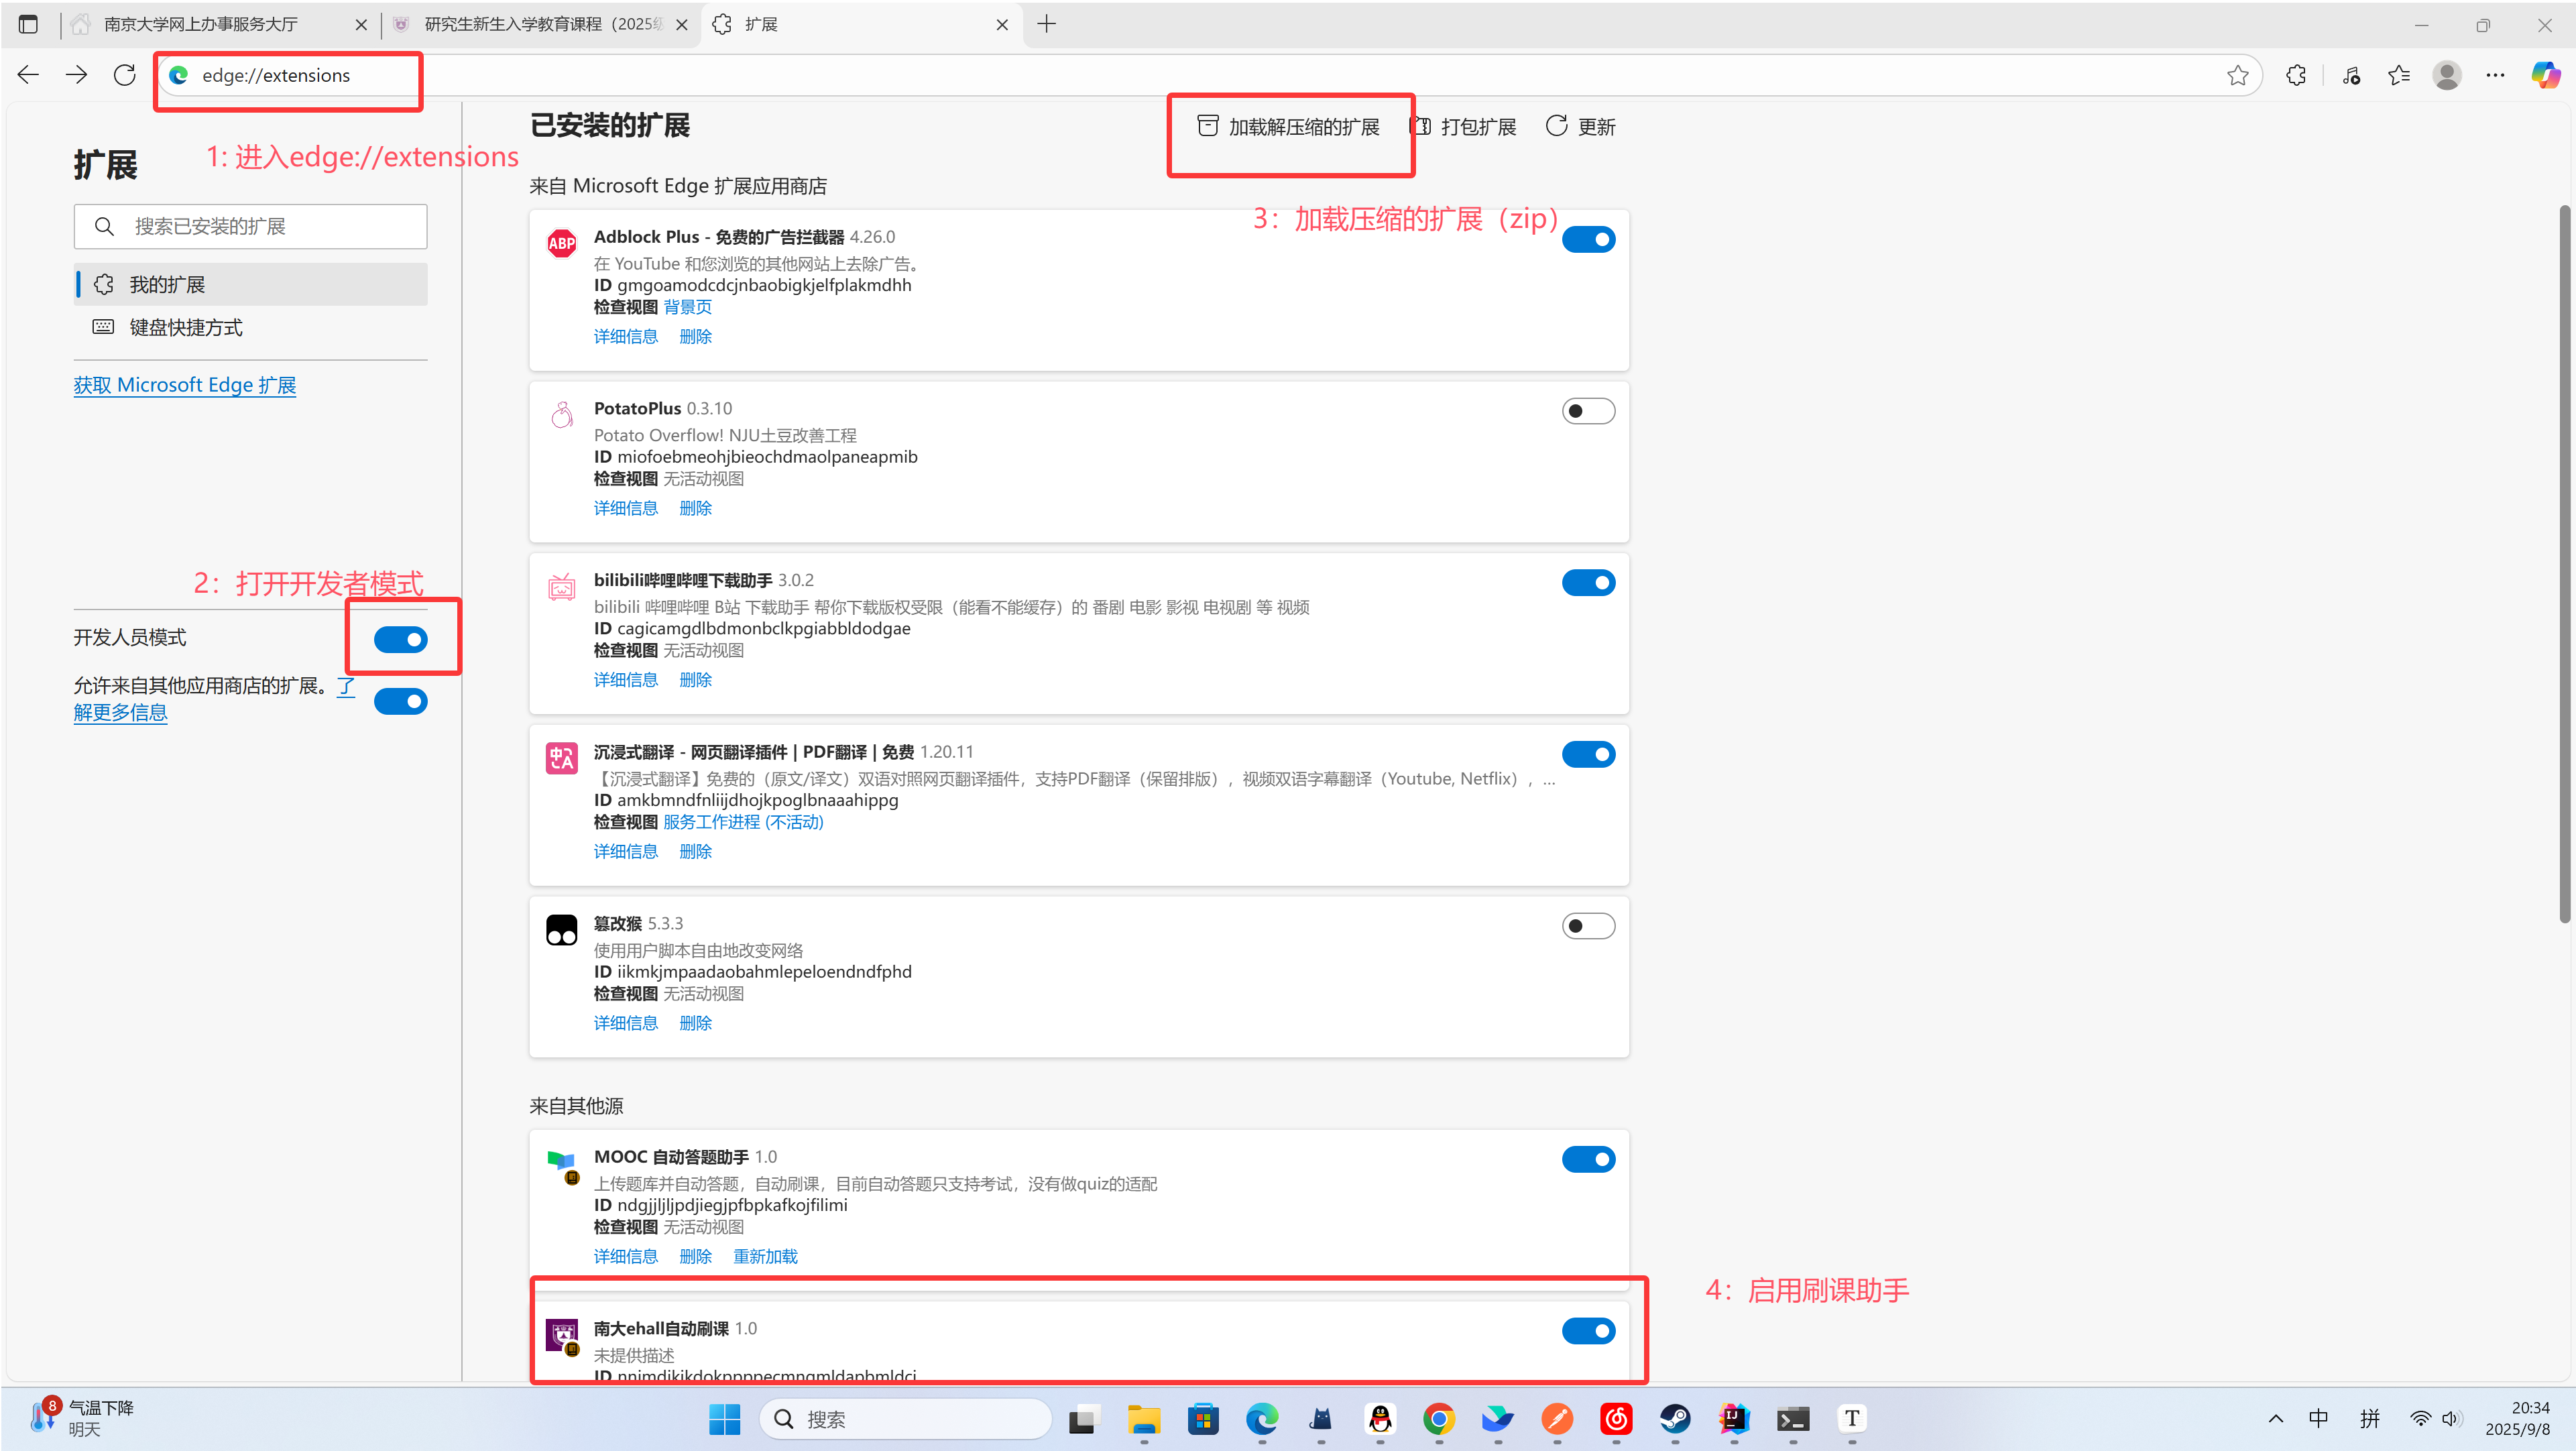 南京大学网上办事服务大厅
研究生新生入学教育课程（2025级
扩展
edge://extensions
扩展
1: 进入edge://extensions
搜索已安装的扩展
我的扩展
键盘快捷方式
获取 Microsoft Edge 扩展
2：打开开发者模式
开发人员模式
允许来自其他应用商店的扩展。了
解更多信息
已安装的扩展
加载解压缩的扩展
打包扩展
更新
来自 Microsoft Edge 扩展应用商店
3：加载压缩的扩展（zip）
ABP
Adblock Plus - 免费的广告拦截器 4.26.0
在 YouTube 和您浏览的其他网站上去除广告。
ID gmgoamodcdcjnbaobigkjelfplakmdhh
检查视图 背景页
详细信息 删除
PotatoPlus 0.3.10
Potato Overflow! NJU土豆改善工程
ID miofoebmeohjbieochdmaolpaneapmib
检查视图 无活动视图
详细信息 删除
bilibili哔哩哔哩下载助手 3.0.2
bilibili 哔哩哔哩 B站 下载助手 帮你下载版权受限（能看不能缓存）的 番剧 电影 影视 电视剧 等 视频
ID cagicamgdlbdmonbclkpgiabbldodgae
检查视图 无活动视图
详细信息 删除
沉浸式翻译 - 网页翻译插件 | PDF翻译 | 免费 1.20.11
【沉浸式翻译】免费的（原文/译文）双语对照网页翻译插件，支持PDF翻译（保留排版），视频双语字幕翻译（Youtube, Netflix），...
ID amkbmndfnliijdhojkpoglbnaaahippg
检查视图 服务工作进程 (不活动)
详细信息 删除
篡改猴 5.3.3
使用用户脚本自由地改变网络
ID iikmkjmpaadaobahmlepeloendndfphd
检查视图 无活动视图
详细信息 删除
来自其他源
MOOC 自动答题助手 1.0
上传题库并自动答题，自动刷课，目前自动答题只支持考试，没有做quiz的适配
ID ndgjjljljpdjiegjpfbpkafkojfilimi
检查视图 无活动视图
详细信息 删除 重新加载
4：启用刷课助手
南大ehall自动刷课 1.0
未提供描述
ID
8
气温下降
明天
搜索
中
拼
20:34
2025/9/8